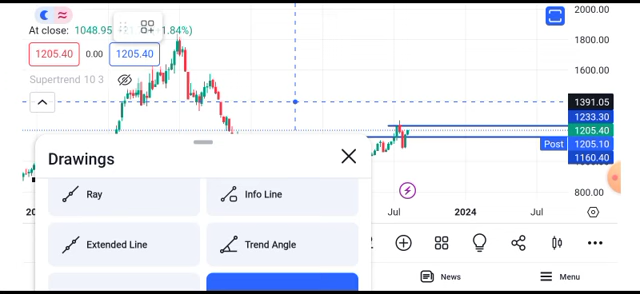 2000.00
At close: 1048.95 1.84%)
1800.00
1205.40 0.00 1205.40
1600.00
Supertrend 10 3
1391.05
1233.30
1205.40
Post 1205.10
1160.40
Drawings
Ray
Info Line
800.00
20 Jul 2024 Jul
Extended Line
Trend Angle
News
Menu